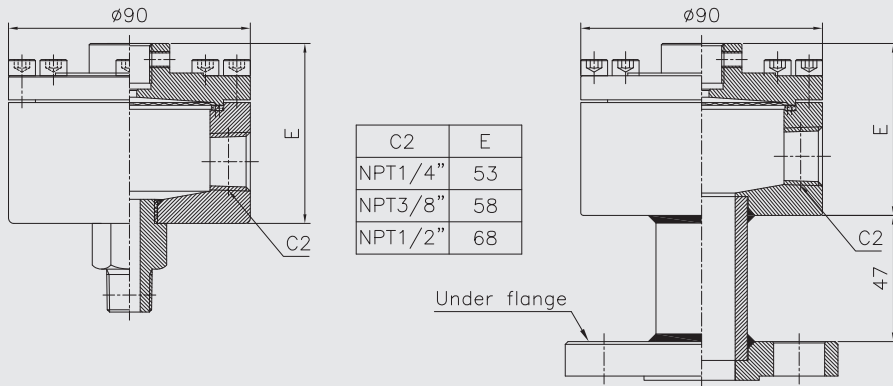 ø90
E
C2
C2 E
NPT1/4" 53
NPT3/8" 58
NPT1/2" 68
ø90
E
C2
47
Under flange